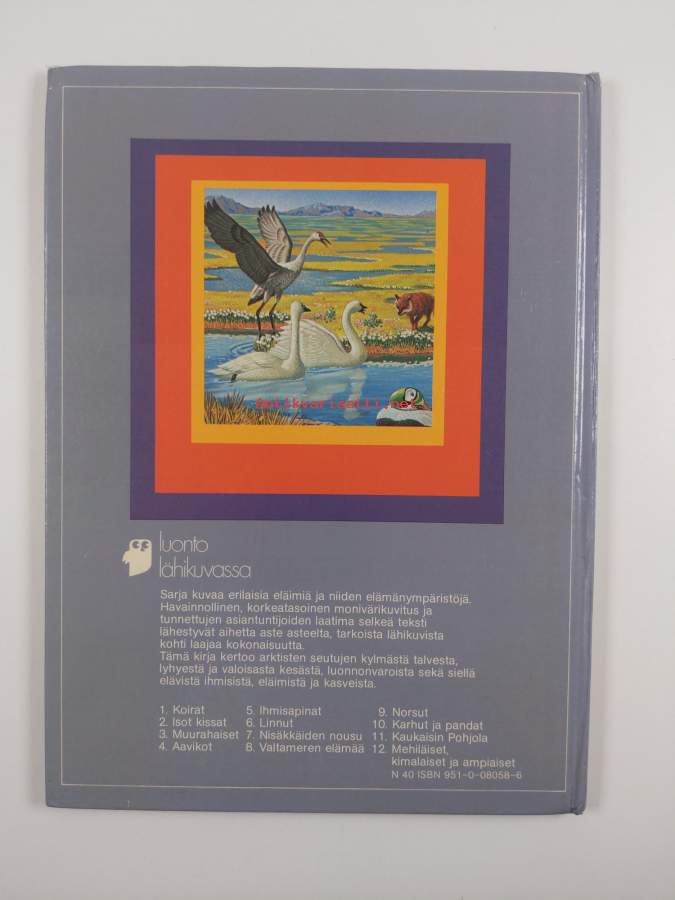 Antikvariaatti.net
luonto
lähikuvassa
Sarja kuvaa erilaisia eläimiä ja niiden elämänympäristöjä.
Havainnollinen, korkeatasoinen monivärikuvitus ja
tunnettujen asiantuntijoiden laatima selkeä teksti
lähestyvät aihetta aste asteelta, tarkoista lähikuvista
kohti laajaa kokonaisuutta.
Tämä kirja kertoo arktisten seutujen kylmästä talvesta,
lyhyestä ja valoisasta kesästä, luonnonvaroista sekä siellä
elävistä ihmisistä, eläimistä ja kasveista.
1. Koirat
2. Isot kissat
3. Muurahaiset
4. Aavikot
5. Ihmisapinat
6. Linnut
7. Nisäkkäiden nousu
8. Valtameren elämää
9. Norsut
10. Karhut ja pandat
11. Kaukaisin Pohjola
12. Mehiläiset,
kimalaiset ja ampiaiset
N 40 ISBN 951-0-08058-6